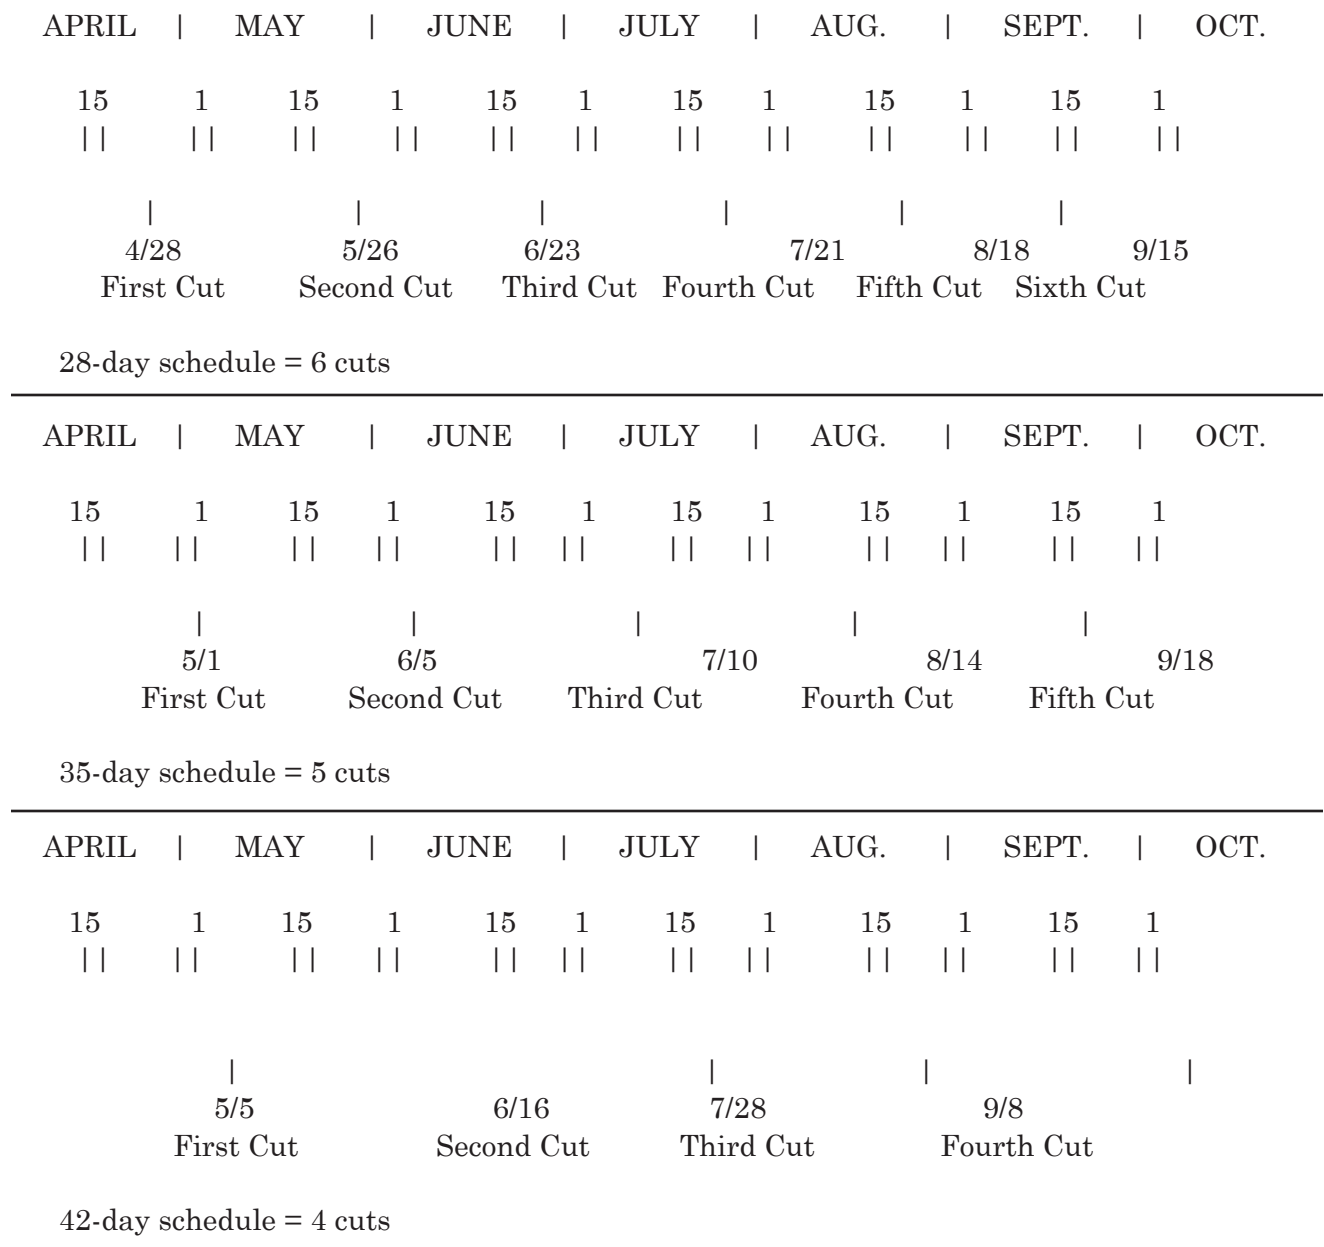 APRIL | MAY | JUNE | JULY | AUG. | SEPT. | OCT.
15 1 15 1 15 1 15 1 15 1 15 1
|| || || || || || || || || || || ||
| | | | | |
4/28 5/26 6/23 7/21 8/18 9/15
First Cut Second Cut Third Cut Fourth Cut Fifth Cut Sixth Cut
28-day schedule = 6 cuts
APRIL | MAY | JUNE | JULY | AUG. | SEPT. | OCT.
15 1 15 1 15 1 15 1 15 1 15 1
|| || || || || || || || || || || ||
| | | | |
5/1 6/5 7/10 8/14 9/18
First Cut Second Cut Third Cut Fourth Cut Fifth Cut
35-day schedule = 5 cuts
APRIL | MAY | JUNE | JULY | AUG. | SEPT. | OCT.
15 1 15 1 15 1 15 1 15 1 15 1
|| || || || || || || || || || || ||
| | | |
5/5 6/16 7/28 9/8
First Cut Second Cut Third Cut Fourth Cut
42-day schedule = 4 cuts